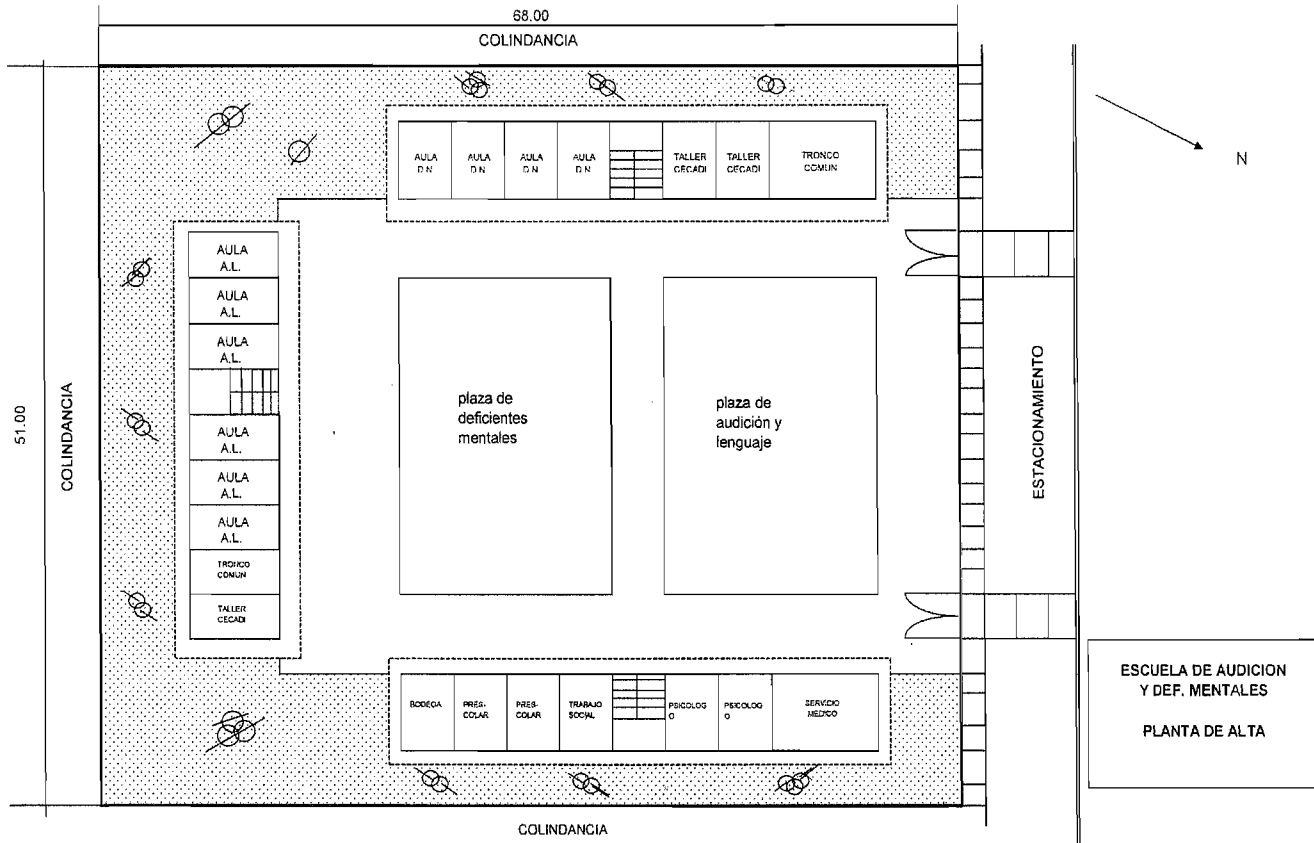 68.00
COLINDANCIA
N
AULA
D N
AULA
D.N
AULA
D N
AULA
D N
TALLER
CECADI
TALLER
CECADI
TRONCO
COMUN
AULA
A.L.
AULA
A.L.
AULA
A.L.
AULA
A.L.
AULA
A.L.
AULA
A.L.
TRONCO
COMUN
TALLER
CECADI
51.00
COLINDANCIA
plaza de
deficientes
mentales
plaza de
audición y
lenguaje
ESTACIONAMIENTO
BODEGA
PRES-
COLAR
PRES-
COLAR
TRABAJO
SOCIAL
PSICOLOG
O
PSICOLOG
O
SERVICIO
MEDICO
COLINDANCIA
ESCUELA DE AUDICION
Y DEF. MENTALES
PLANTA DE ALTA